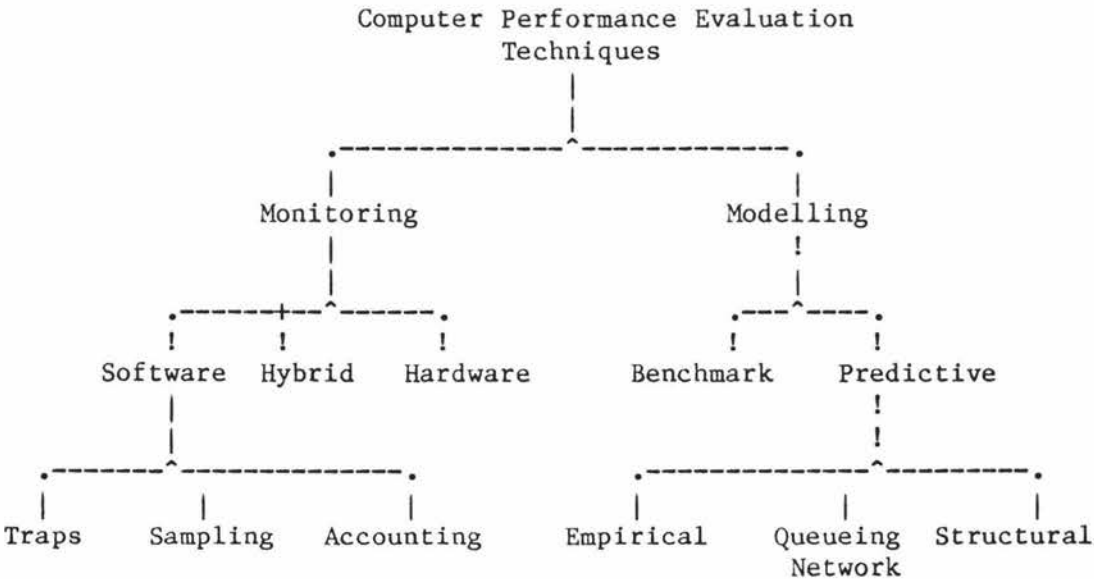 Computer Performance Evaluation
Techniques
Monitoring Modelling
Software Hybrid Hardware Benchmark Predictive
Traps Sampling Accounting Empirical Queueing Structural
Network